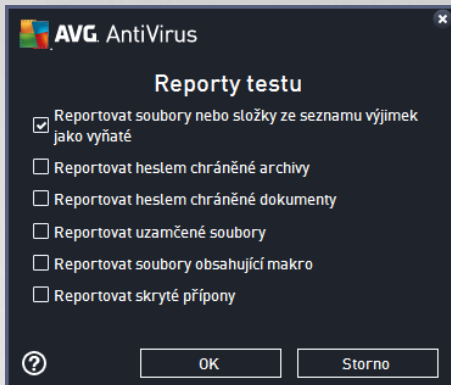 AVG AntiVirus
Reporty testu
Reportovat soubory nebo složky ze seznamu výjimek
jako vyňaté
Reportovat heslem chráněné archivy
Reportovat heslem chráněné dokumenty
Reportovat uzamčené soubory
Reportovat soubory obsahující makro
Reportovat skryté přípony
?
OK
Storno